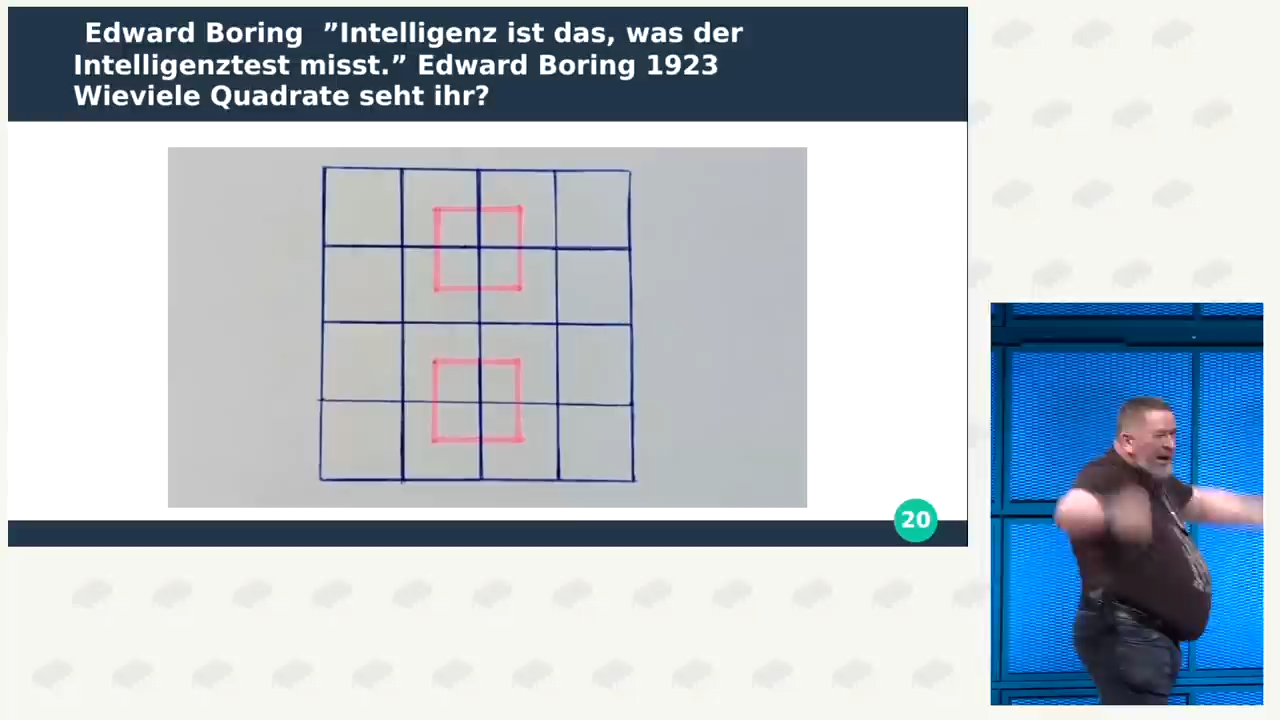 Edward Boring ”Intelligenz ist das, was der
Intelligenztest misst.” Edward Boring 1923
Wieviele Quadrate seht ihr?
20